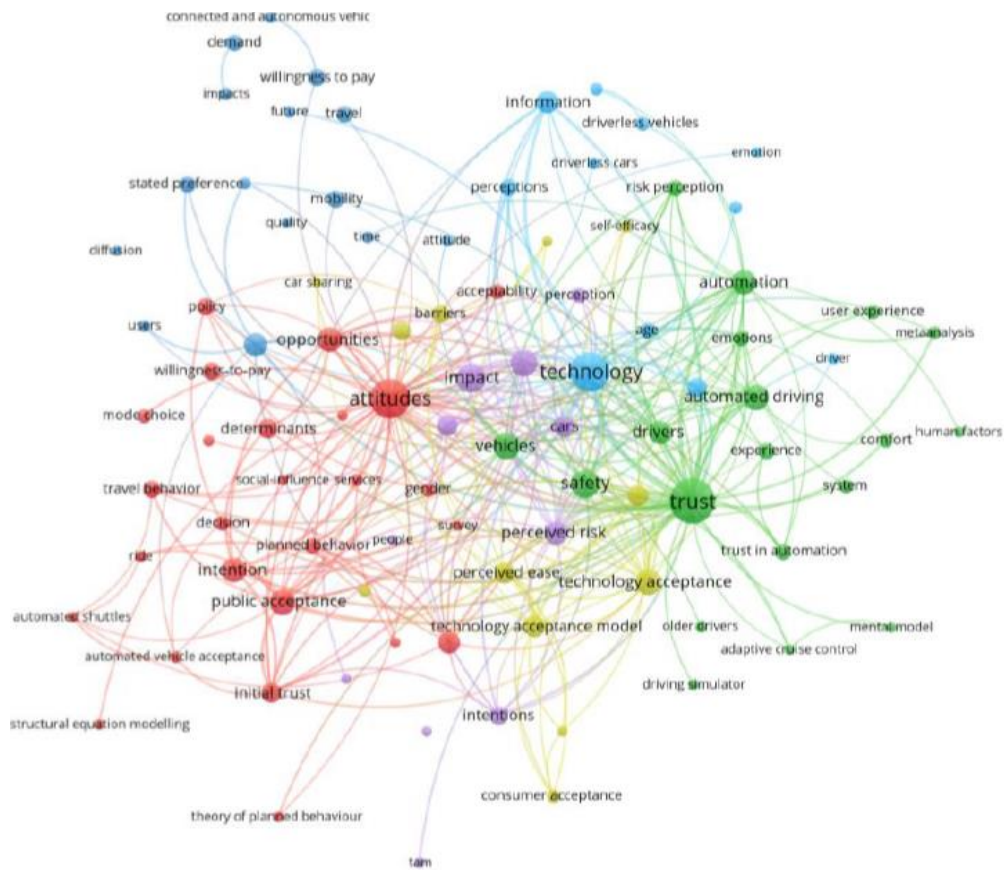 connected and autonomous vehic
demand
willingness to pay
impacts
future
travel
information
driverless vehicles
driverless cars
emotion
stated preference
perceptions
risk perception
mobility
self-efficacy
quality
time
attitude
diffusion
car sharing
acceptability
perception
automation
policy
barriers
user experience
users
opportunities
age
emotions
metaanalysis
willingness-to-pay
impact
technology
driver
attitudes
automated driving
mode choice
determinants
cars
drivers
vehicles
comfort
human factors
experience
travel behavior
social-influence
services
gender
safety
system
trust
decision
survey
planned behavior
people
perceived risk
ride
trust in automation
intention
perceived ease
technology acceptance
public acceptance
automated shuttles
technology acceptance model
older drivers
mental model
automated vehicle acceptance
adaptive cruise control
initial trust
driving simulator
structural equation modelling
intentions
consumer acceptance
theory of planned behaviour
tam